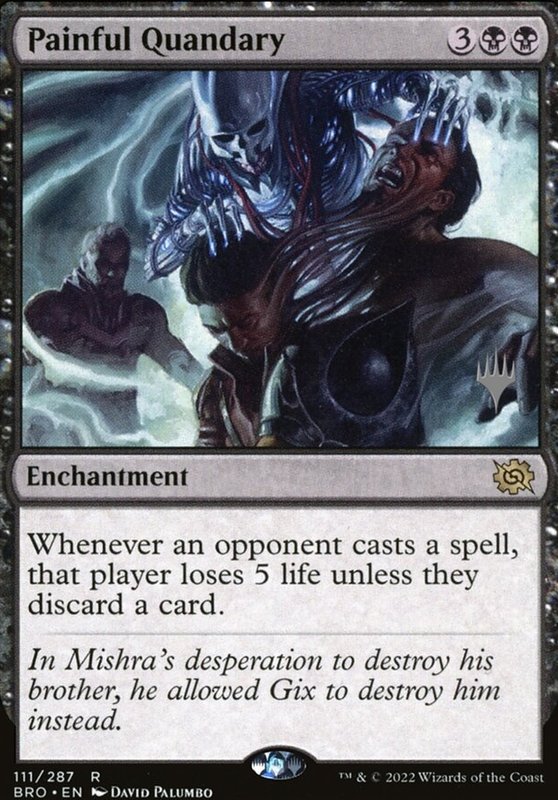 Painful Quandary 3
Enchantment
Whenever an opponent casts a spell,
that player loses 5 life unless they
discard a card.
In Mishra's desperation to destroy his
brother, he allowed Gix to destroy him
instead.
111/287 R
BRO • EN DAVID PALUMBO
™ & © 2022 Wizards of the Coast